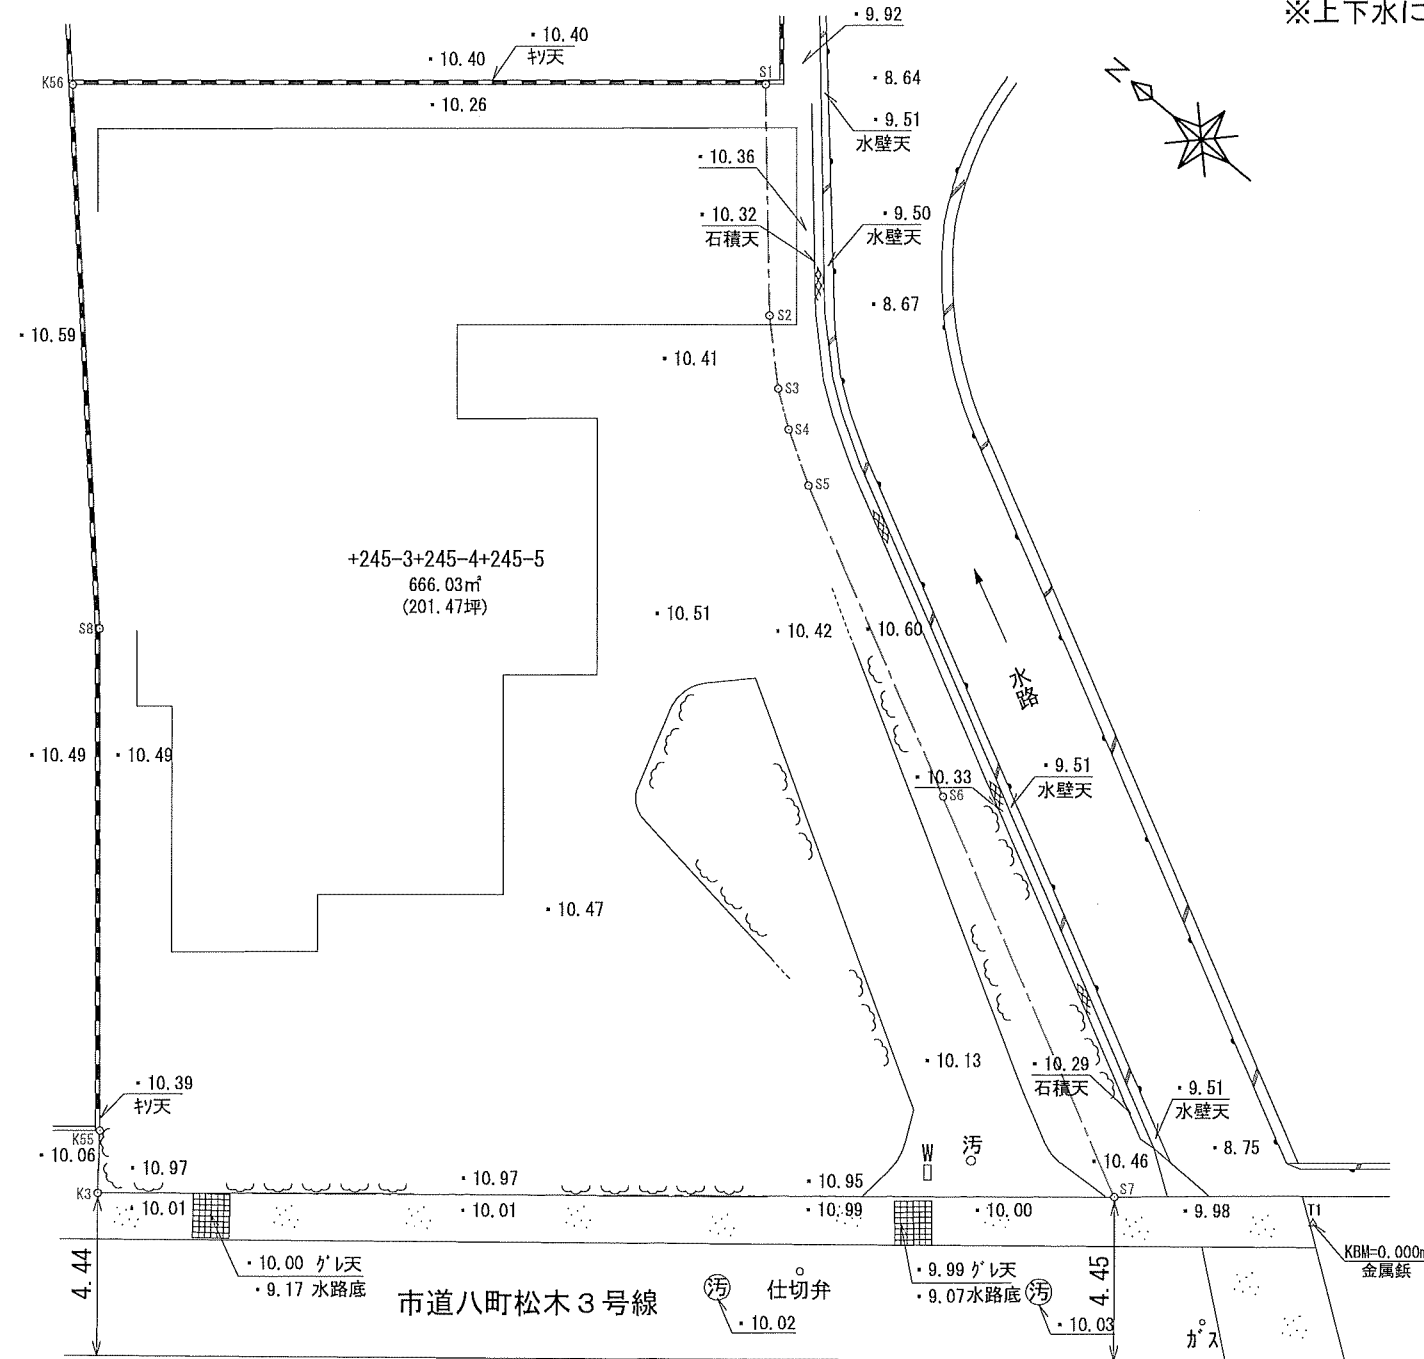 ※上下水に
・9.92
・10.40
キソ天
・10.40
K56
S1
・8.64
N
・10.26
・9.51
水壁天
・10.36
・10.32
石積天
・9.50
水壁天
・8.67
S2
・10.59
・10.41
S3
S4
S5
+245-3+245-4+245-5
666.03㎡
(201.47坪)
・10.51
・10.42
・10.60
S8
水路
・10.49
・10.49
・9.51
水壁天
・10.33
S6
・10.47
・10.13
・10.29
石積天
・10.39
キソ天
・9.51
水壁天
K55
・10.06
W
汚
・8.75
・10.97
・10.97
・10.95
・10.46
K3
S7
・10.01
・10.01
・10.99
・10.00
・9.98
T1
KBM=0.000m
金属鋲
4.44
・10.00 グレ天
・9.17 水路底
市道八町松木3号線
汚
仕切弁
・10.02
・9.99 グレ天
・9.07水路底
汚
・10.03
4.45
ガス